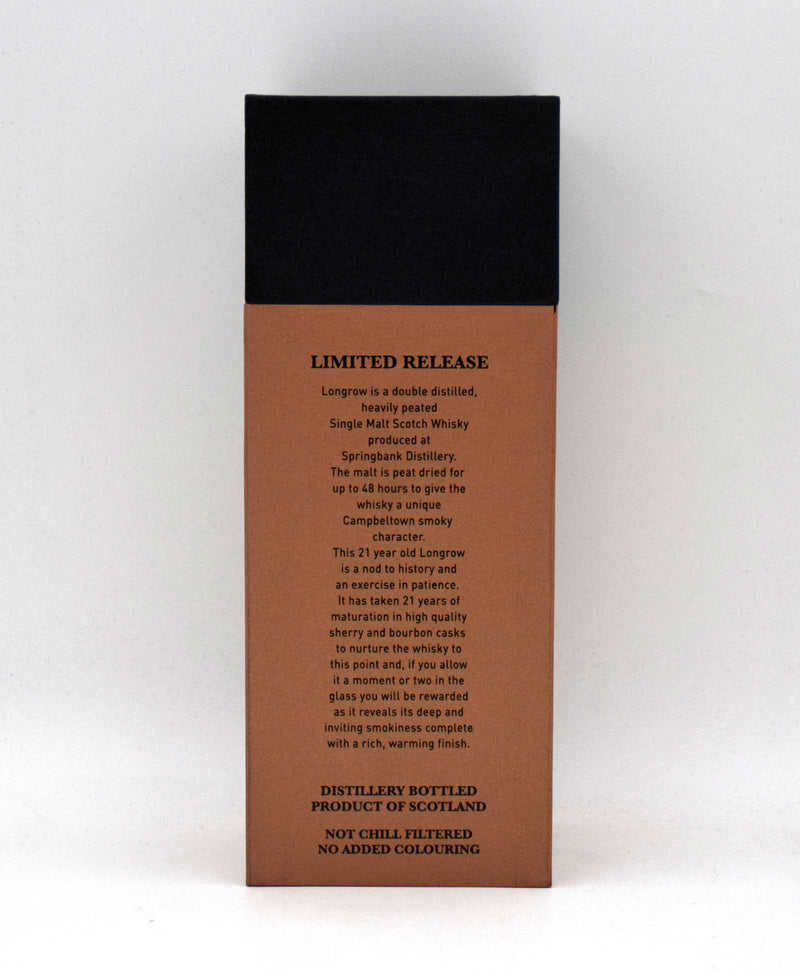 LIMITED RELEASE
Longrow is a double distilled,
heavily peated
Single Malt Scotch Whisky
produced at
Springbank Distillery.
The malt is peat dried for
up to 48 hours to give the
whisky a unique
Campbeltown smoky
character.
This 21 year old Longrow
is a nod to history and
an exercise in patience.
It has taken 21 years of
maturation in high quality
sherry and bourbon casks
to nurture the whisky to
this point and, if you allow
it a moment or two in the
glass you will be rewarded
as it reveals its deep and
inviting smokiness complete
with a rich, warming finish.
DISTILLERY BOTTLED
PRODUCT OF SCOTLAND
NOT CHILL FILTERED
NO ADDED COLOURING